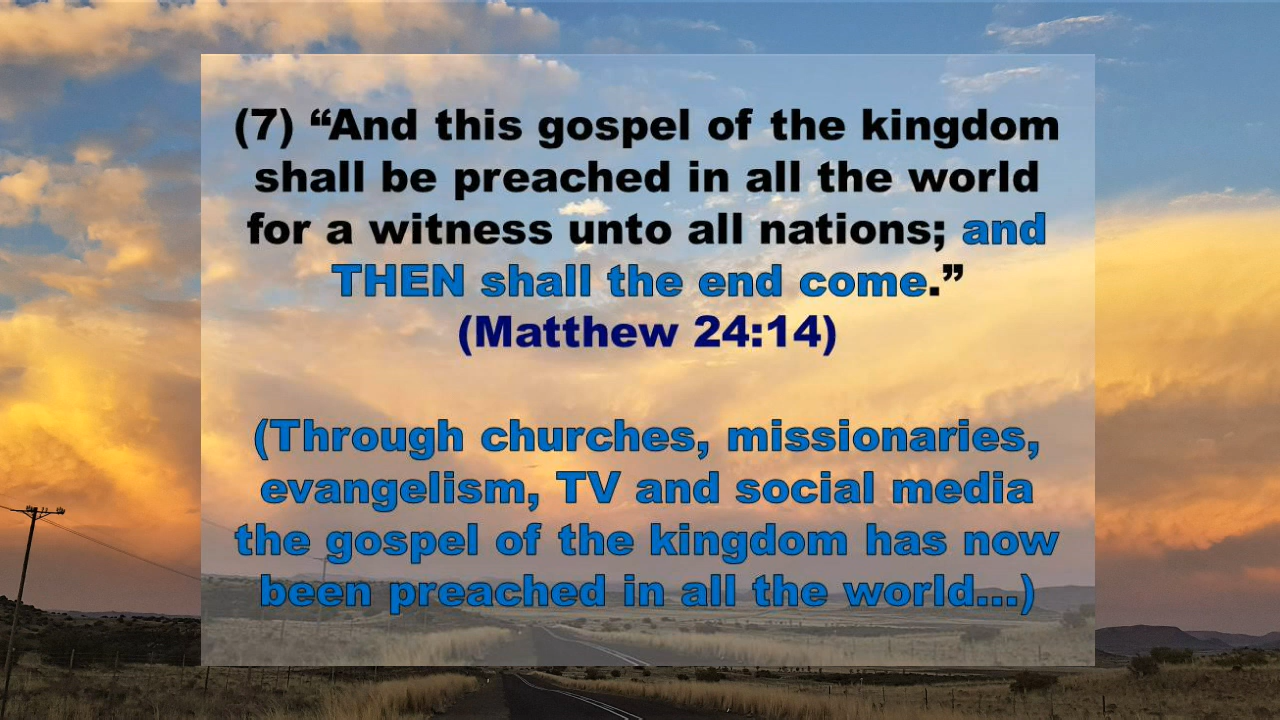 (7) “And this gospel of the kingdom
shall be preached in all the world
for a witness unto all nations; and
THEN shall the end come.”
(Matthew 24:14)
(Through churches, missionaries,
evangelism, TV and social media
the gospel of the kingdom has now
been preached in all the world...)